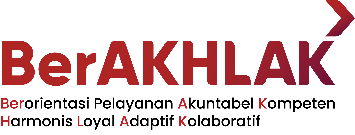 BerAKHLAK
Berorientasi Pelayanan Akuntabel Kompeten
Harmonis Loyal Adaptif Kolaboratif